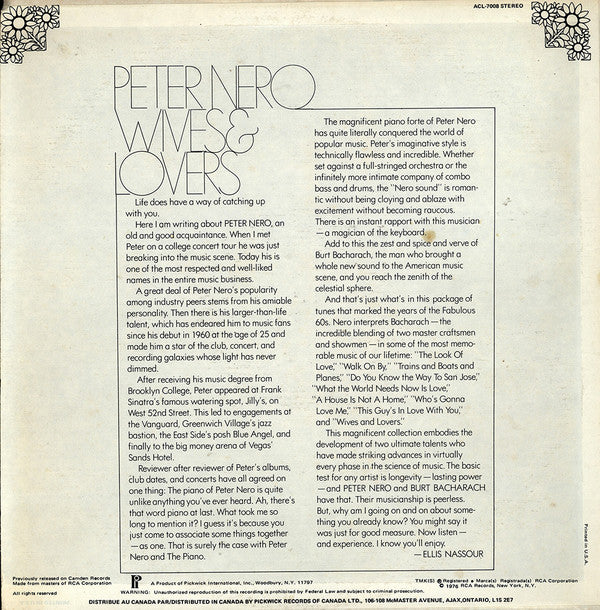 ACL-7008 STEREO
PETER NERO
WIVES &
LOVERS
Life does have a way of catching up
with you.
Here I am writing about PETER NERO, an
old and good acquaintance. When I met
Peter on a college concert tour he was just
breaking into the music scene. Today his is
one of the most respected and well-liked
names in the entire music business.
A great deal of Peter Nero's popularity
among industry peers stems from his amiable
personality. Then there is his larger-than-life
talent, which has endeared him to music fans
since his debut in 1960 at the age of 25 and
made him a star of the club, concert, and
recording galaxies whose light has never
dimmed.
After receiving his music degree from
Brooklyn College, Peter appeared at Frank
Sinatra's famous watering spot, Jilly's, on
West 52nd Street. This led to engagements at
the Vanguard, Greenwich Village's jazz
bastion, the East Side's posh Blue Angel, and
finally to the big money arena of Vegas'
Sands Hotel.
Reviewer after reviewer of Peter's albums,
club dates, and concerts have all agreed on
one thing: The piano of Peter Nero is quite
unlike anything you've ever heard. Ah, there's
that word piano at last. What took me so
long to mention it? I guess it's because you
just come to associate some things together
—as one. That is surely the case with Peter
Nero and The Piano.
The magnificent piano forte of Peter Nero
has quite literally conquered the world of
popular music. Peter's imaginative style is
technically flawless and incredible. Whether
set against a full-stringed orchestra or the
infinitely more intimate company of combo
bass and drums, the "Nero sound" is roman-
tic without being cloying and ablaze with
excitement without becoming raucous.
There is an instant rapport with this musician
—a magician of the keyboard.
Add to this the zest and spice and verve of
Burt Bacharach, the man who brought a
whole new sound to the American music
scene, and you reach the zenith of the
celestial sphere.
And that's just what's in this package of
tunes that marked the years of the Fabulous
60s. Nero interprets Bacharach—the
incredible blending of two master craftsmen
and showmen—in some of the most memo-
rable music of our lifetime: "The Look Of
Love," "Walk On By," "Trains and Boats and
Planes," "Do You Know the Way To San Jose,"
"What the World Needs Now Is Love,"
"A House Is Not A Home," "Who's Gonna
Love Me," "This Guy's In Love With You,"
and "Wives and Lovers."
This magnificent collection embodies the
development of two ultimate talents who
have made striking advances in virtually
every phase in the science of music. The basic
test for any artist is longevity—lasting power
—and PETER NERO and BURT BACHARACH
have that. Their musicianship is peerless.
But, why am I going on and on about some-
thing you already know? You might say it
was just for good measure. Now listen—
and experience. I know you'll enjoy.
—ELLIS NASSOUR
Printed in U.S.A.
Previously released on Camden Records
Made from masters of RCA Corporation
All rights reserved
P
A Product of Pickwick International, Inc., Woodbury, N.Y. 11797
TMK(S) ® Registered • Marca(s) Registrada(s) RCA Corporation
© 1976 RCA Records, New York, N.Y.
WARNING: Unauthorized reproduction of this recording is prohibited by Federal Law and subject to criminal prosecution.
DISTRIBUE AU CANADA PAR/DISTRIBUTED IN CANADA BY PICKWICK RECORDS OF CANADA LTD., 106-108 McMASTER AVENUE, AJAX,ONTARIO, L1S 2E7